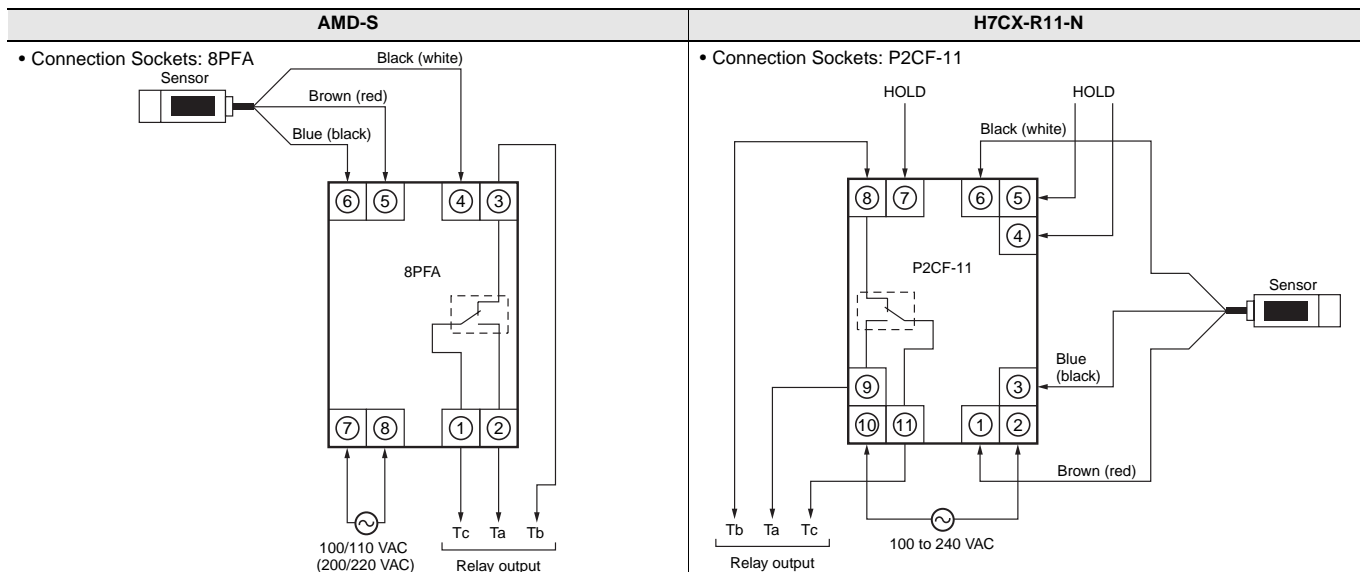 AMD-S
• Connection Sockets: 8PFA
Sensor
Black (white)
Brown (red)
Blue (black)
6 5 4 3
8PFA
7 8 1 2
Tc Ta Tb
100/110 VAC
(200/220 VAC)
Relay output
H7CX-R11-N
• Connection Sockets: P2CF-11
HOLD HOLD
Black (white)
8 7 6 5
4
P2CF-11
Sensor
Blue
(black)
9 3
10 11 1 2
Brown (red)
Tb Ta Tc
100 to 240 VAC
Relay output